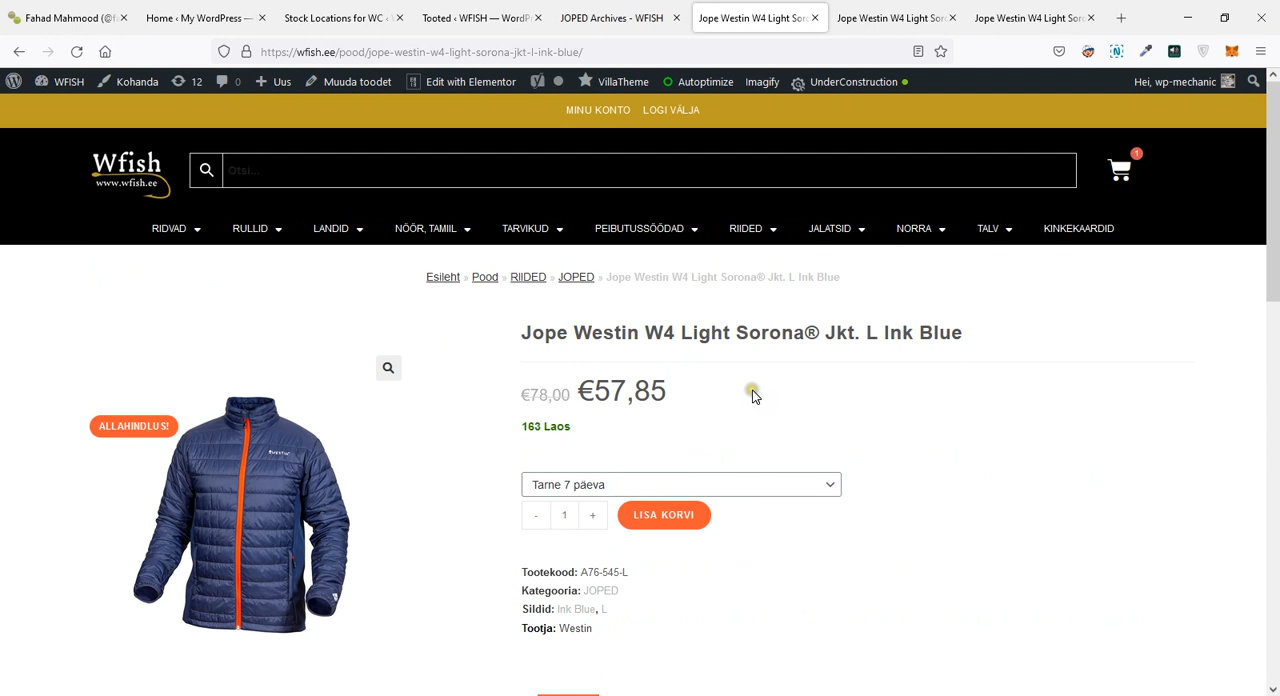 Fahad Mahmood (@f
Home ‹ My WordPress —
Stock Locations for WC ‹
Tooted ‹ WFISH — WordP
JOPED Archives - WFISH
Jope Westin W4 Light Soro
Jope Westin W4 Light Soro
Jope Westin W4 Light Soro
https://wfish.ee/pood/jope-westin-w4-light-sorona-jkt-l-ink-blue/
WFISH
Kohanda
12
0
Uus
Muuda toodet
Edit with Elementor
VillaTheme
Autoptimize
Imagify
UnderConstruction
Hei, wp-mechanic
MINU KONTO
LOGI VÄLJA
Wfish
www.wfish.ee
Otsi...
1
RIDVAD
RULLID
LANDID
NÖÖR, TAMIIL
TARVIKUD
PEIBUTUSSÖÖDAD
RIIDED
JALATSID
NORRA
TALV
KINKEKAARDID
Esileht » Pood » RIIDED » JOPED » Jope Westin W4 Light Sorona® Jkt. L Ink Blue
Jope Westin W4 Light Sorona® Jkt. L Ink Blue
€78,00 €57,85
ALLAHINDLUS!
163 Laos
WESTIN
Tarne 7 päeva
- 1 +
LISA KORVI
Tootekood: A76-545-L
Kategooria: JOPED
Sildid: Ink Blue, L
Tootja: Westin